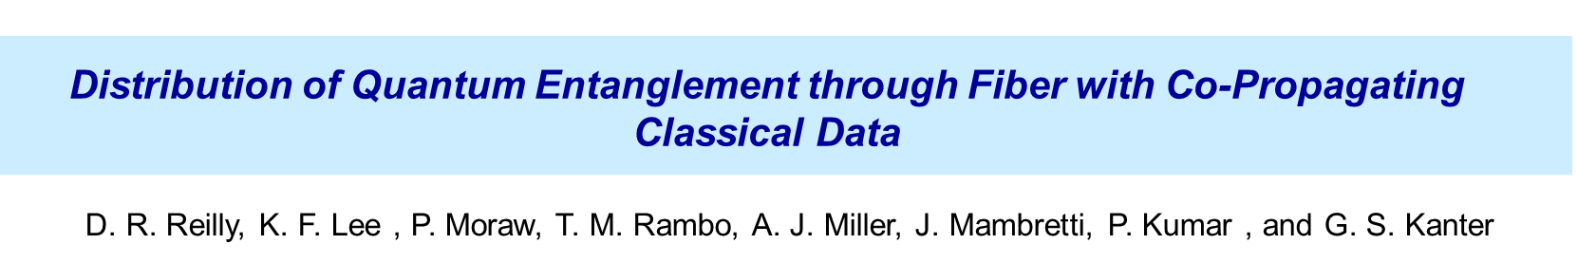 Distribution of Quantum Entanglement through Fiber with Co-Propagating
Classical Data
D. R. Reilly, K. F. Lee , P. Moraw, T. M. Rambo, A. J. Miller, J. Mambretti, P. Kumar , and G. S. Kanter